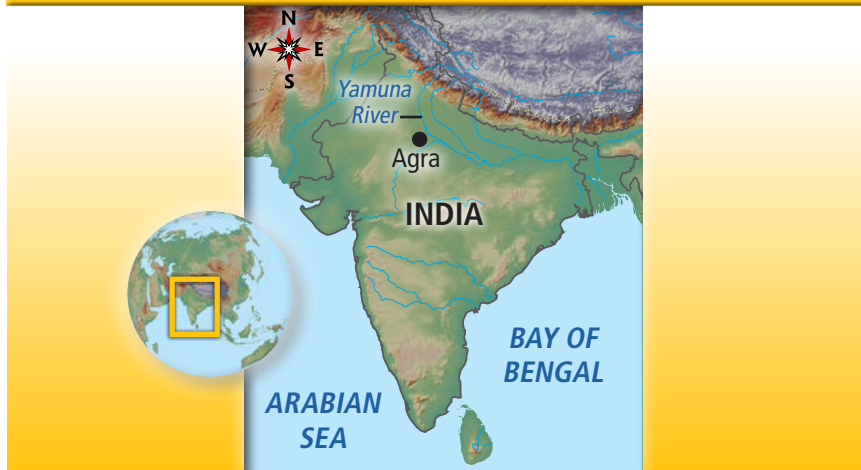 N
W E
S
Yamuna
River
Agra
INDIA
BAY OF
BENGAL
ARABIAN
SEA